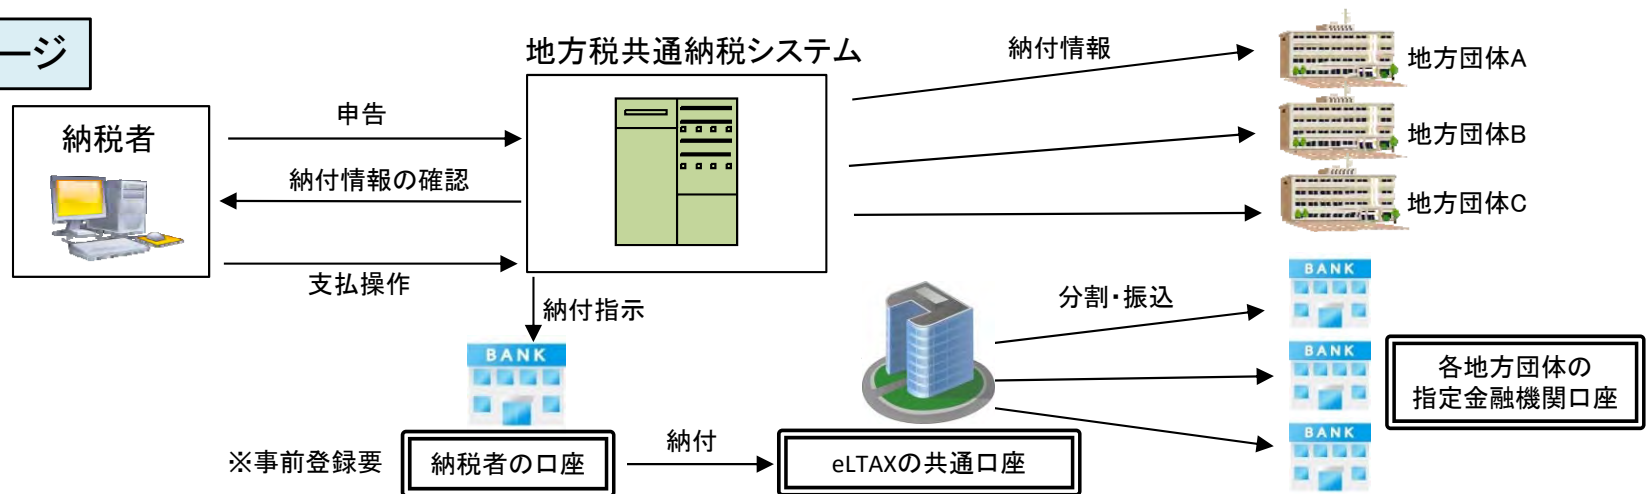 ージ
地方税共通納税システム
納付情報
地方団体A
申告
納税者
地方団体B
納付情報の確認
地方団体C
支払操作
BANK
分割・振込
納付指示
BANK
BANK
各地方団体の
指定金融機関口座
BANK
納付
※事前登録要
納税者の口座
eLTAXの共通口座